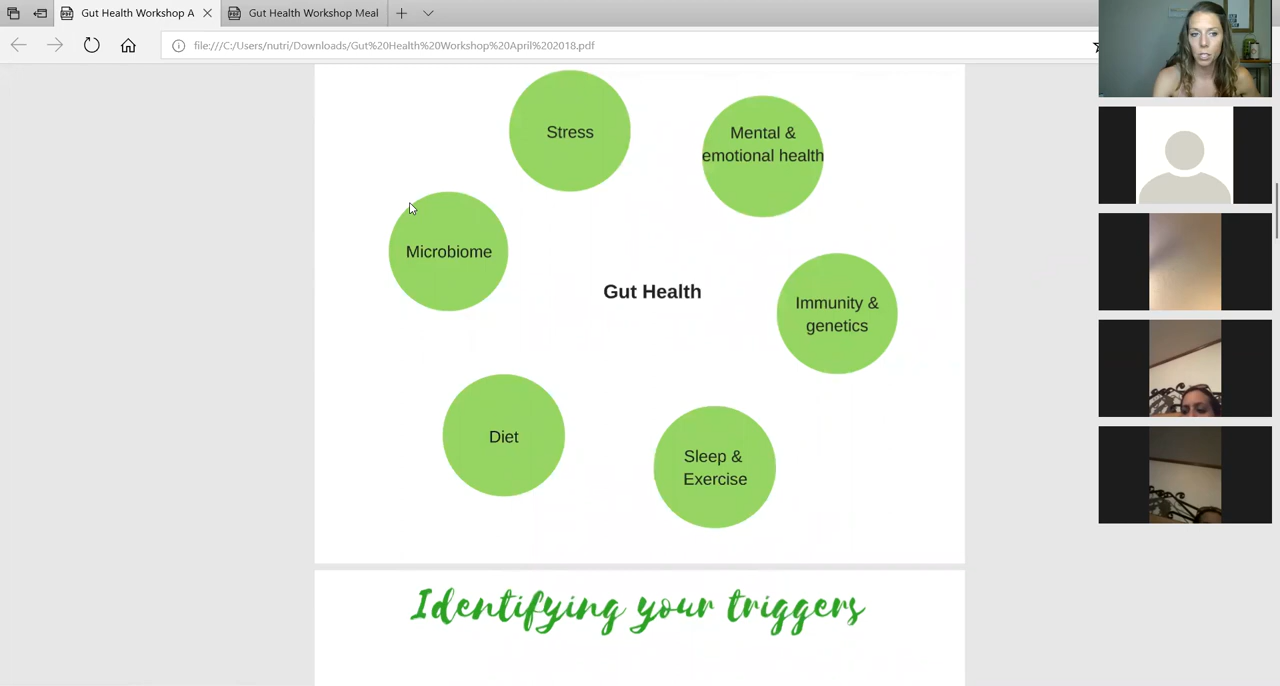 Gut Health Workshop A
Gut Health Workshop Meal
file:///C:/Users/nutri/Downloads/Gut%20Health%20Workshop%20April%202018.pdf
Stress
Mental &
emotional health
Microbiome
Gut Health
Immunity &
genetics
Diet
Sleep &
Exercise
Identifying your triggers